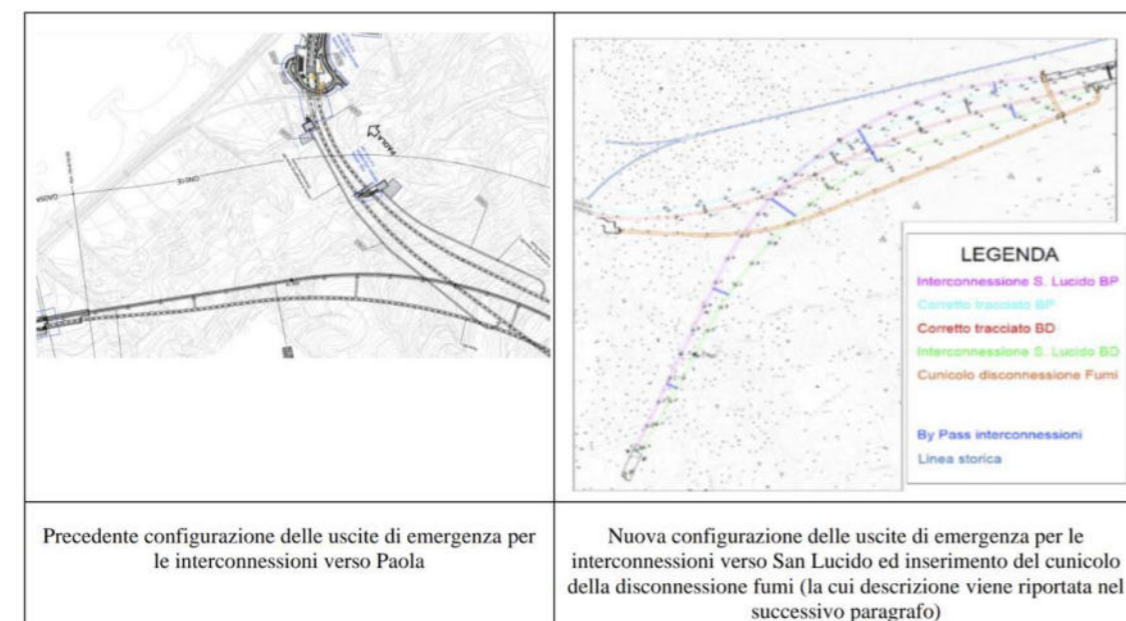 PAOLA
LEGENDA
Interconnessione S. Lucido BP
Corretto tracciato BP
Corretto tracciato BD
Interconnessione S. Lucido BD
Cunicolo disconnessione Fumi
By Pass interconnessioni
Linea storica
Precedente configurazione delle uscite di emergenza per
le interconnessioni verso Paola
Nuova configurazione delle uscite di emergenza per le
interconnessioni verso San Lucido ed inserimento del cunicolo
della disconnessione fumi (la cui descrizione viene riportata nel
successivo paragrafo)